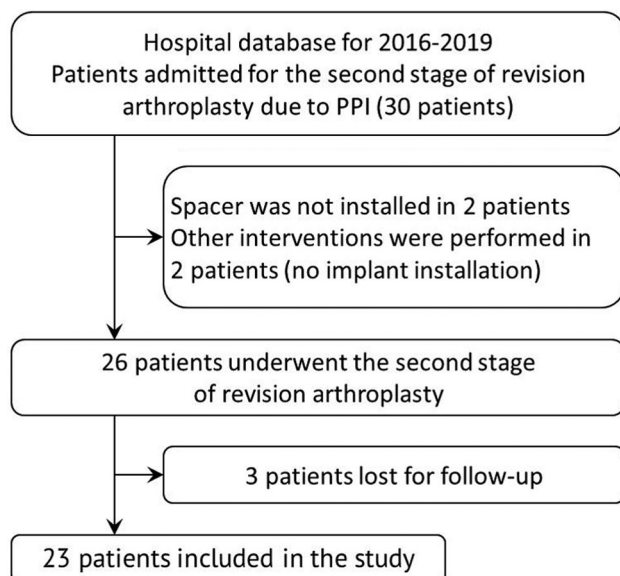 Hospital database for 2016-2019
Patients admitted for the second stage of revision
arthroplasty due to PPI (30 patients)
Spacer was not installed in 2 patients
Other interventions were performed in
2 patients (no implant installation)
26 patients underwent the second stage
of revision arthroplasty
3 patients lost for follow-up
23 patients included in the study